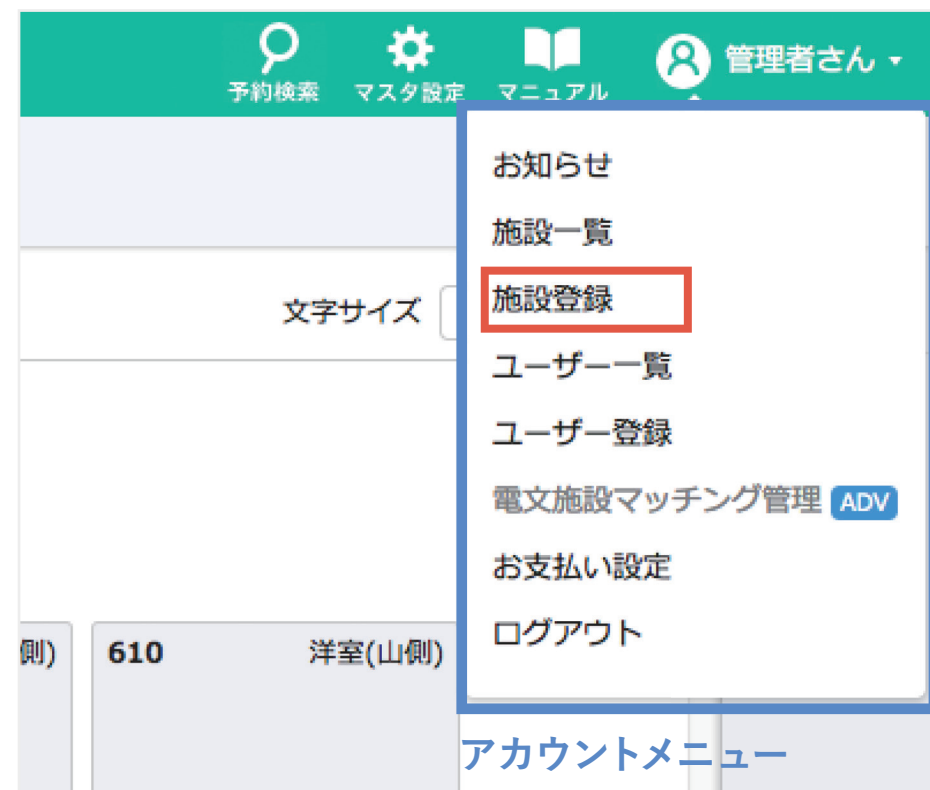 予約検索
マスタ設定
マニュアル
管理者さん
お知らせ
施設一覧
文字サイズ
施設登録
ユーザー一覧
ユーザー登録
電文施設マッチング管理 ADV
お支払い設定
ログアウト
側)
610 洋室(山側)
アカウントメニュー